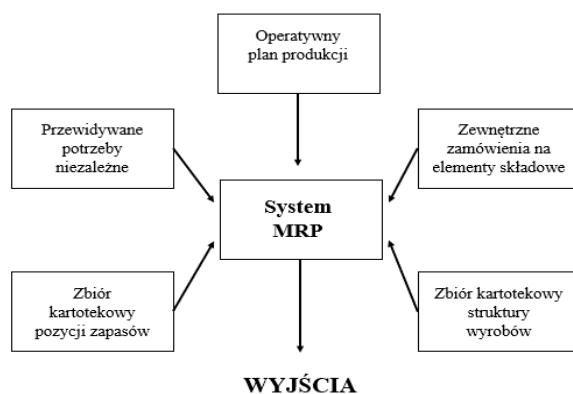 Operatywny
plan produkcji
Przewidywane
potrzeby
niezależne
Zewnętrzne
zamówienia na
elementy składowe
System
MRP
Zbiór
kartotekowy
pozycji zapasów
Zbiór kartotekowy
struktury
wyrobów
WYJŚCIA